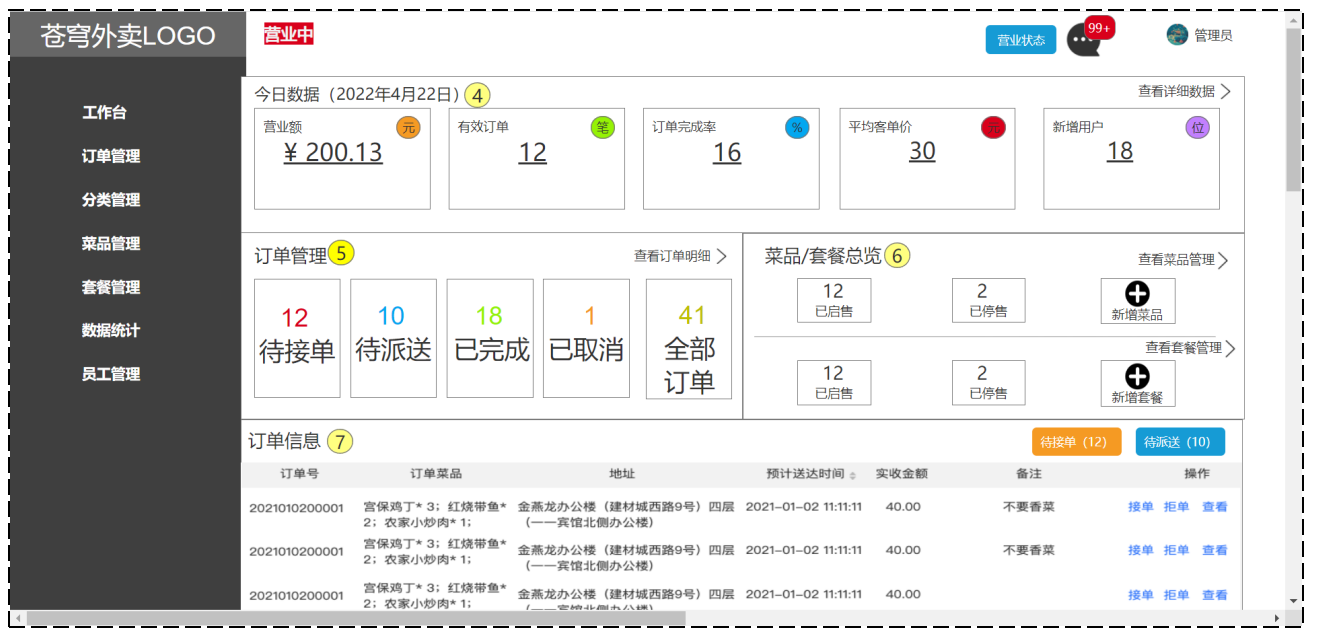 苍穹外卖LOGO
营业中
营业状态
99+
管理员
工作台
订单管理
分类管理
菜品管理
套餐管理
数据统计
员工管理
今日数据（2022年4月22日） 4
查看详细数据
营业额 元
¥ 200.13
有效订单 笔
12
订单完成率 %
16
平均客单价 元
30
新增用户 位
18
订单管理 5
查看订单明细
12
待接单
10
待派送
18
已完成
1
已取消
41
全部
订单
菜品/套餐总览 6
查看菜品管理
12
已启售
2
已停售
新增菜品
查看套餐管理
12
已启售
2
已停售
新增套餐
订单信息 7
待接单（12）
待派送（10）
订单号 订单菜品 地址 预计送达时间 实收金额 备注 操作
2021010200001 宫保鸡丁* 3；红烧带鱼* 金燕龙办公楼（建材城西路9号）四层 2021-01-02 11:11:11 40.00 不要香菜 接单 拒单 查看
2；农家小炒肉* 1； （一一宾馆北侧办公楼）
2021010200001 宫保鸡丁* 3；红烧带鱼* 金燕龙办公楼（建材城西路9号）四层 2021-01-02 11:11:11 40.00 不要香菜 接单 拒单 查看
2；农家小炒肉* 1； （一一宾馆北侧办公楼）
2021010200001 宫保鸡丁* 3；红烧带鱼* 金燕龙办公楼（建材城西路9号）四层 2021-01-02 11:11:11 40.00 接单 拒单 查看
2；农家小炒肉* 1； （一一宾馆北侧办公楼）